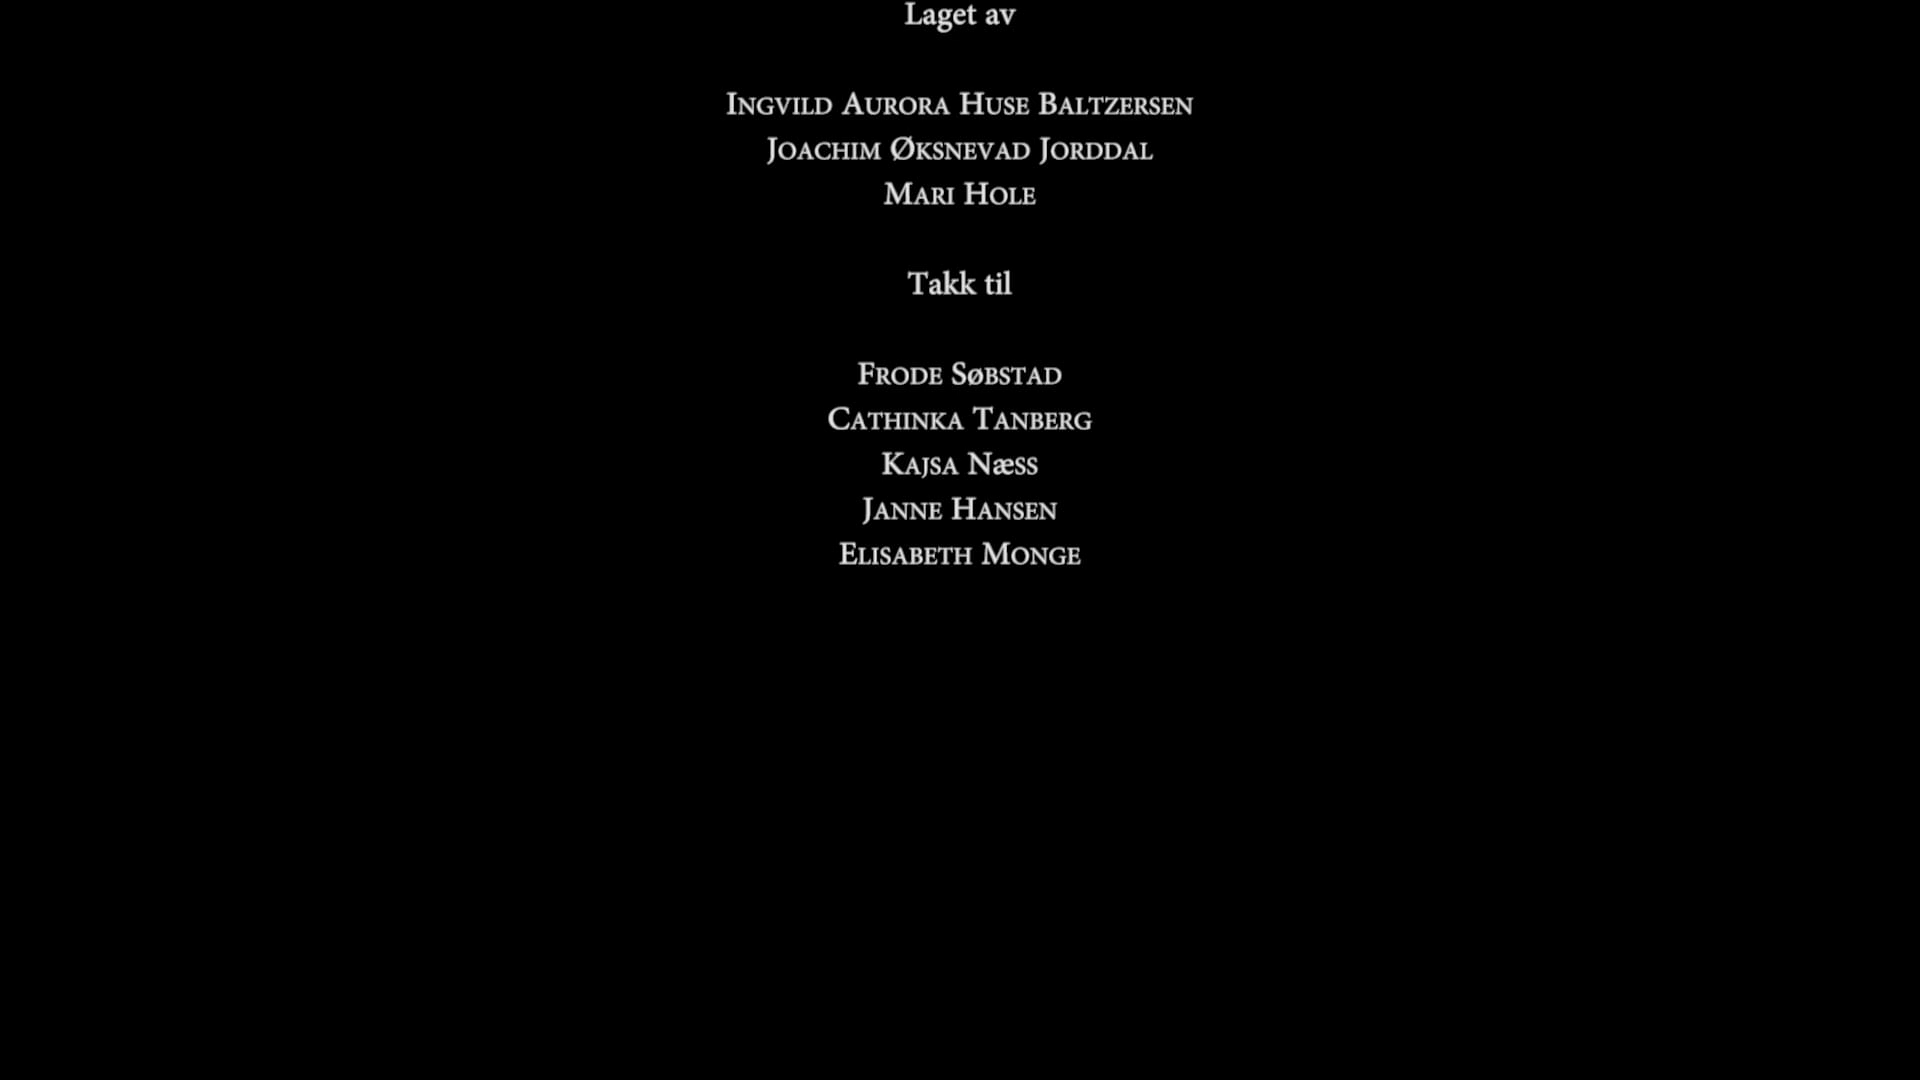 Laget av
Ingvild Aurora Huse Baltzersen
Joachim Øksnevad Jorddal
Mari Hole
Takk til
Frode Søbstad
Cathinka Tanberg
Kajsa Næss
Janne Hansen
Elisabeth Monge